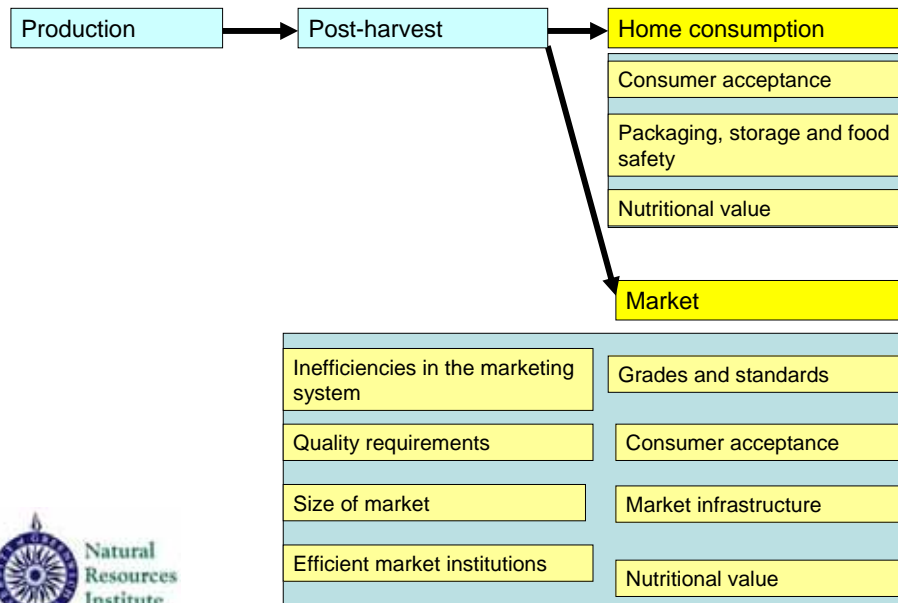 Production
Post-harvest
Home consumption
Consumer acceptance
Packaging, storage and food
safety
Nutritional value
Market
Inefficiencies in the marketing
system
Grades and standards
Quality requirements
Consumer acceptance
Size of market
Market infrastructure
Efficient market institutions
Nutritional value
Natural
Resources
Institute